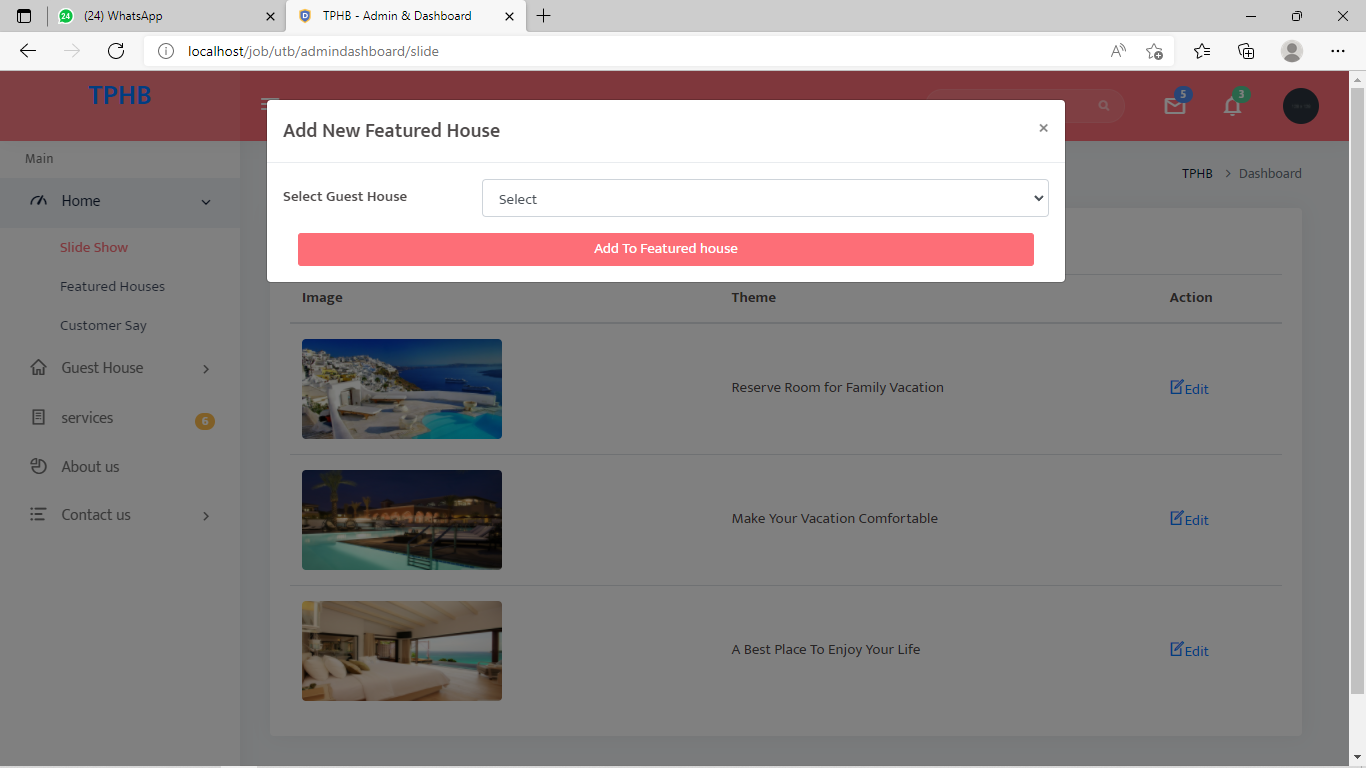 24 (24) WhatsApp
TPHB - Admin & Dashboard
localhost/job/utb/admindashboard/slide
TPHB
5
3
Main
TPHB > Dashboard
Home
Slide Show
Featured Houses
Customer Say
Guest House
services 6
About us
Contact us
Add New Featured House ×
Select Guest House Select
Add To Featured house
Image Theme Action
Reserve Room for Family Vacation Edit
Make Your Vacation Comfortable Edit
A Best Place To Enjoy Your Life Edit